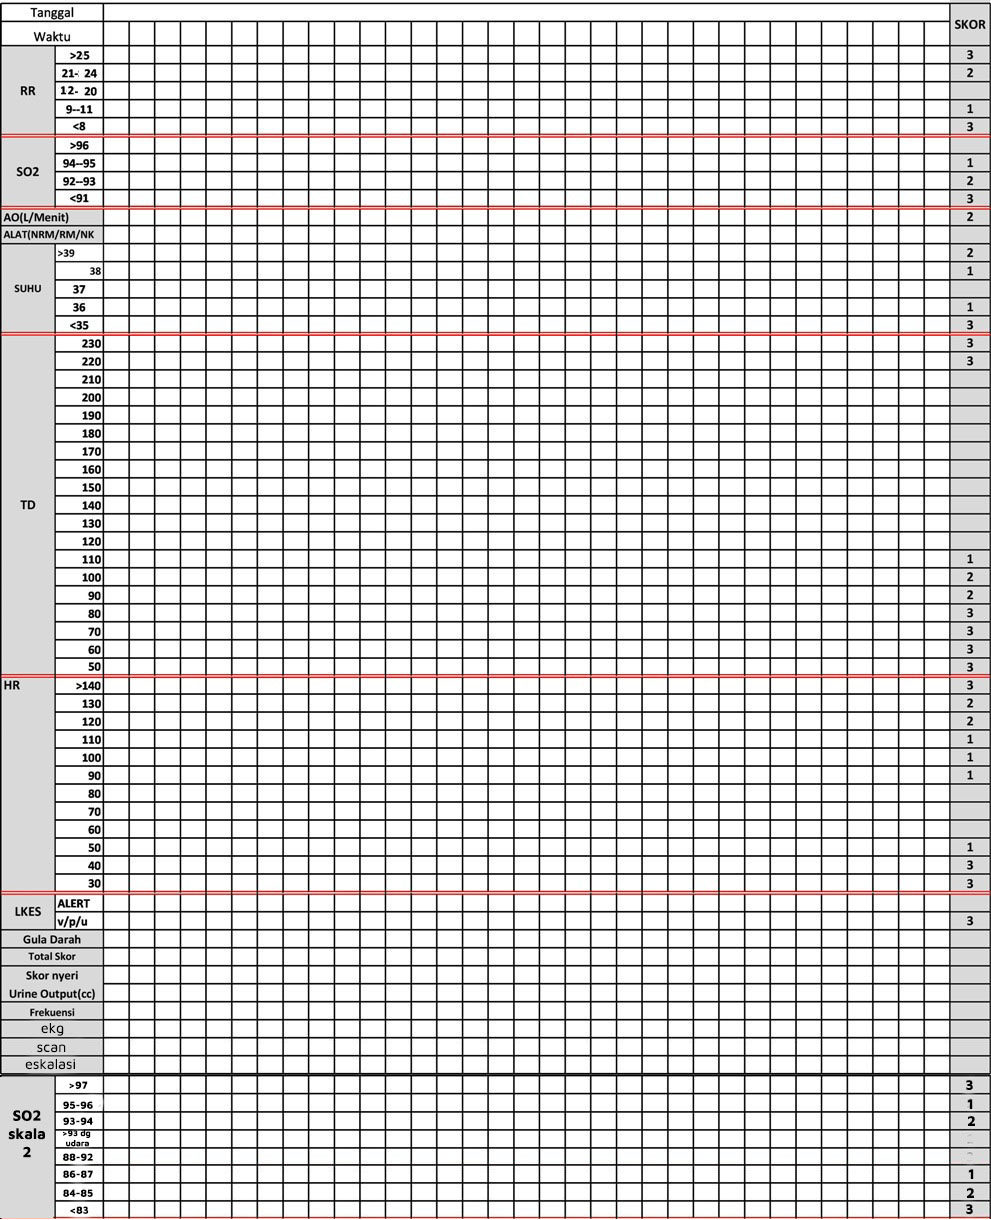 Tanggal SKOR
Waktu
RR >25 3
21-: 24 2
12- 20
9--11 1
<8 3
SO2 >96
94--95 1
92--93 2
<91 3
AO(L/Menit) 2
ALAT(NRM/RM/NK
SUHU >39 2
38 1
37
36 1
<35 3
TD 230 3
220 3
210
200
190
180
170
160
150
140
130
120
110 1
100 2
90 2
80 3
70 3
60 3
50 3
HR >140 3
130 2
120 2
110 1
100 1
90 1
80
70
60
50 1
40 3
30 3
LKES ALERT
v/p/u 3
Gula Darah
Total Skor
Skor nyeri
Urine Output(cc)
Frekuensi
ekg
scan
eskalasi
SO2 skala 2 >97 3
95-96 1
93-94 2
>93 dg
udara
88-92
86-87 1
84-85 2
<83 3